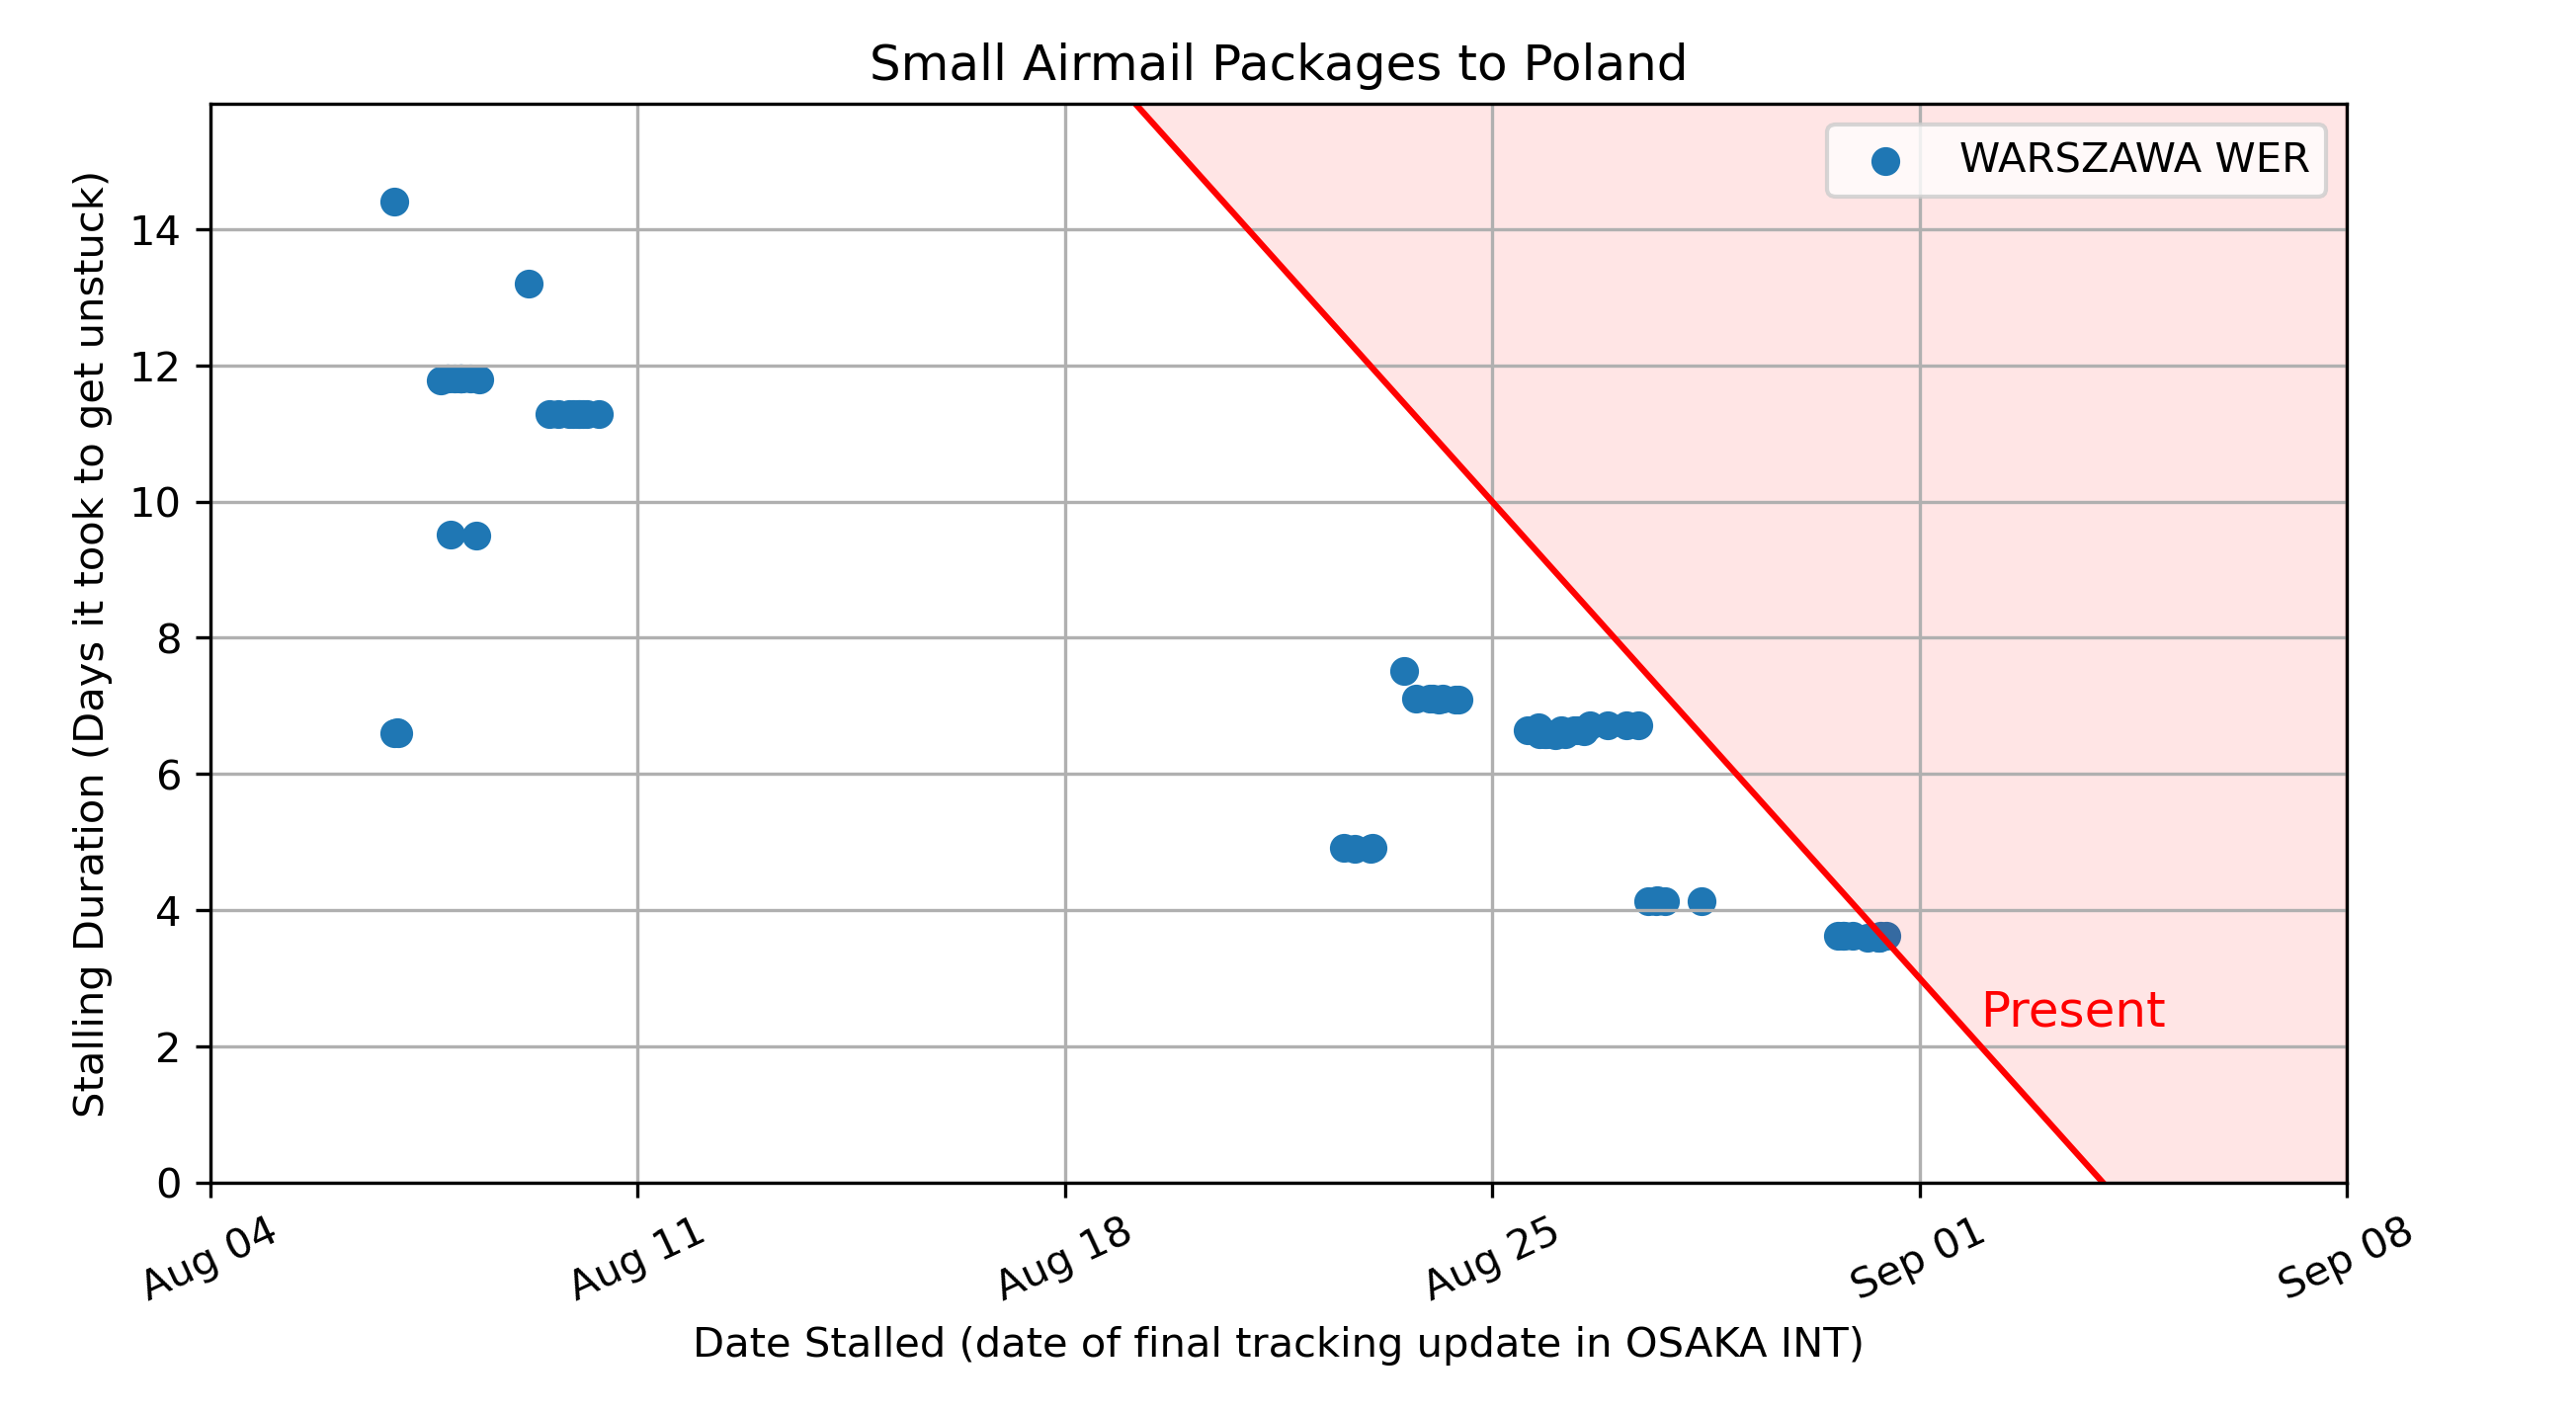 Small Airmail Packages to Poland
WARSZAWA WER
Stalling Duration (Days it took to get unstuck)
14
12
10
8
6
4
2
0
Present
Aug 04
Aug 11
Aug 18
Aug 25
Sep 01
Sep 08
Date Stalled (date of final tracking update in OSAKA INT)